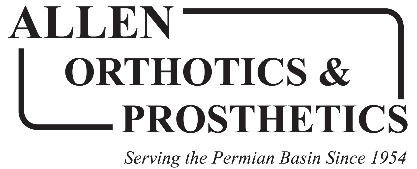 ALLEN
ORTHOTICS &
PROSTHETICS
Serving the Permian Basin Since 1954